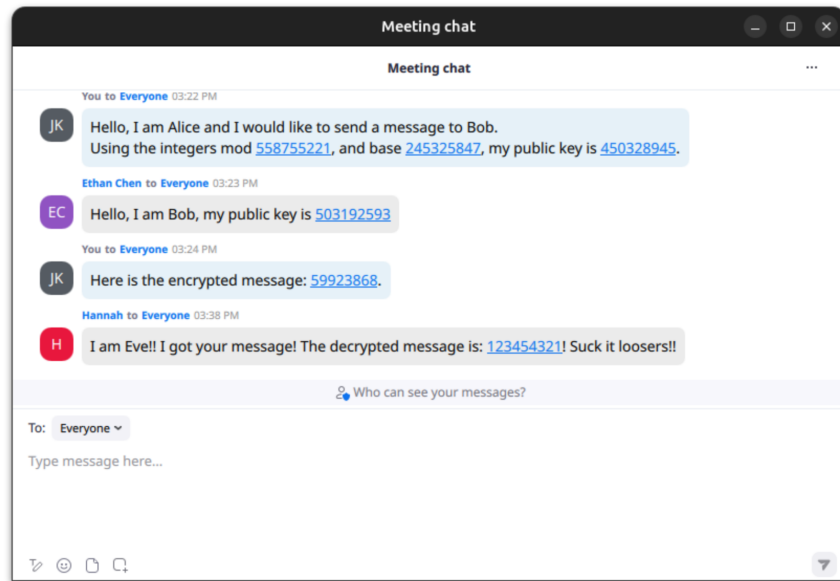 Meeting chat
Meeting chat
You to Everyone 03:22 PM
JK
Hello, I am Alice and I would like to send a message to Bob.
Using the integers mod 558755221, and base 245325847, my public key is 450328945.
Ethan Chen to Everyone 03:23 PM
EC
Hello, I am Bob, my public key is 503192593
You to Everyone 03:24 PM
JK
Here is the encrypted message: 59923868.
Hannah to Everyone 03:38 PM
H
I am Eve!! I got your message! The decrypted message is: 123454321! Suck it loosers!!
Who can see your messages?
To: Everyone
Type message here...